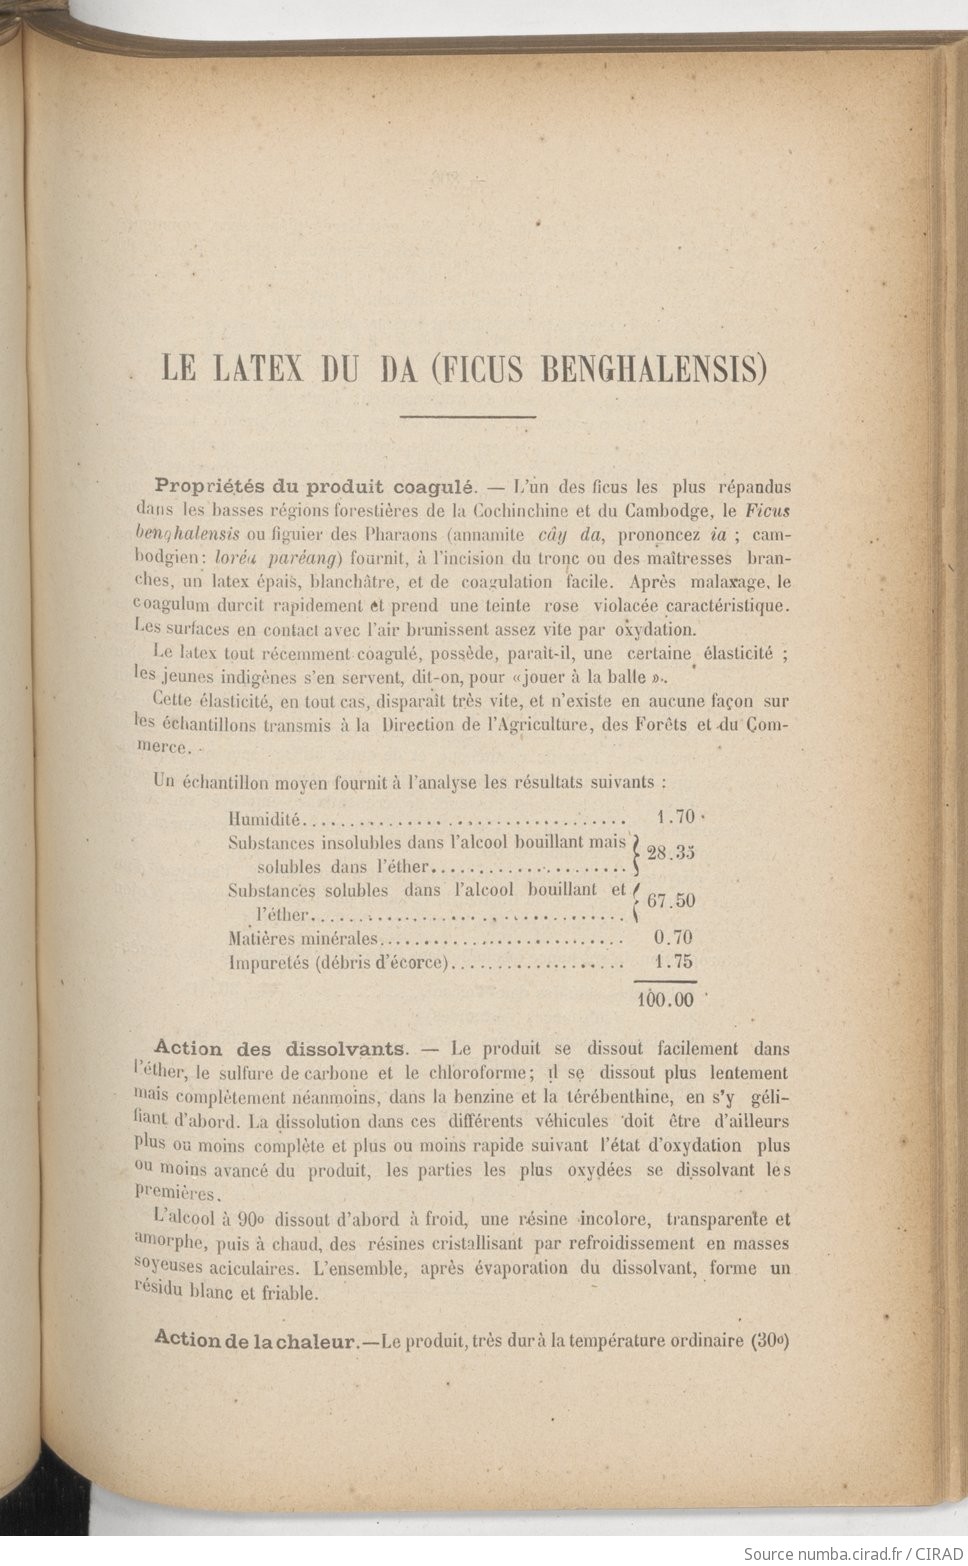 LE LATEX DU DA (FICUS BENGHALENSIS)
Propriétés du produit coagulé. — L'un des ficus les plus répandus
dans les basses régions forestières de la Cochinchine et du Cambodge, le Ficus
benghalensis ou figuier des Pharaons (annamite cây da, prononcez ia ; cam-
bodgien : loréa paréang) fournit, à l'incision du tronc ou des maîtresses bran-
ches, un latex épais, blanchâtre, et de coagulation facile. Après malaxage, le
coagulum durcit rapidement et prend une teinte rose violacée caractéristique.
Les surfaces en contact avec l'air brunissent assez vite par oxydation.
Le latex tout récemment coagulé, possède, paraît-il, une certaine élasticité ;
les jeunes indigènes s'en servent, dit-on, pour «jouer à la balle ».
Cette élasticité, en tout cas, disparaît très vite, et n'existe en aucune façon sur
les échantillons transmis à la Direction de l'Agriculture, des Forêts et du Com-
merce.
Un échantillon moyen fournit à l'analyse les résultats suivants :
Humidité.................................. 1.70
Substances insolubles dans l'alcool bouillant mais
solubles dans l'éther..................... } 28.35
Substances solubles dans l'alcool bouillant et
l'éther.................................. { 67.50
Matières minérales.......................... 0.70
Impuretés (débris d'écorce)................... 1.75
100.00
Action des dissolvants. — Le produit se dissout facilement dans
l'éther, le sulfure de carbone et le chloroforme; il se dissout plus lentement
mais complètement néanmoins, dans la benzine et la térébenthine, en s'y géli-
fiant d'abord. La dissolution dans ces différents véhicules doit être d'ailleurs
plus ou moins complète et plus ou moins rapide suivant l'état d'oxydation plus
ou moins avancé du produit, les parties les plus oxydées se dissolvant les
premières.
L'alcool à 90o dissout d'abord à froid, une résine incolore, transparente et
amorphe, puis à chaud, des résines cristallisant par refroidissement en masses
soyeuses aciculaires. L'ensemble, après évaporation du dissolvant, forme un
résidu blanc et friable.
Action de la chaleur.—Le produit, très dur à la température ordinaire (30o)
Source numba.cirad.fr / CIRAD